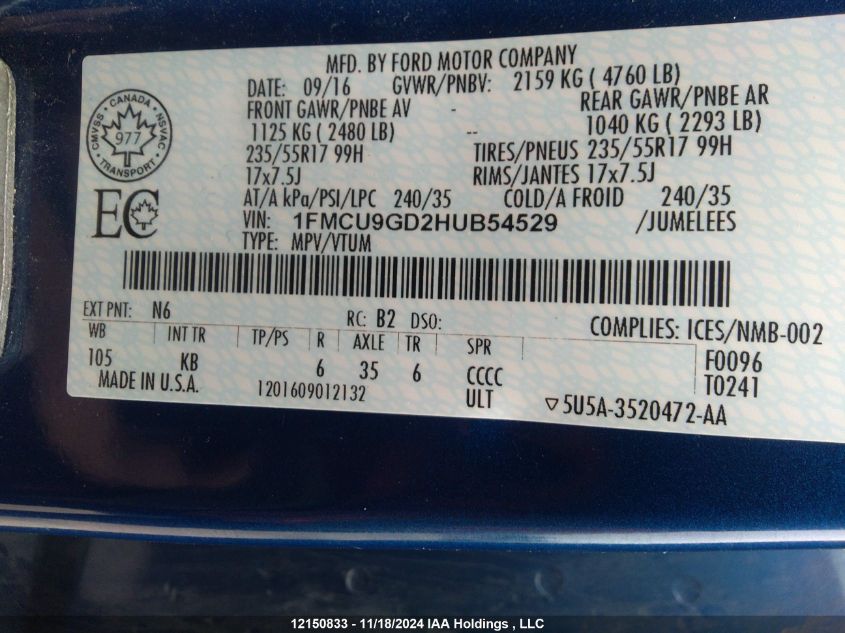 MFD. BY FORD MOTOR COMPANY
DATE: 09/16 GVWR/PNBV: 2159 KG ( 4760 LB)
FRONT GAWR/PNBE AV - REAR GAWR/PNBE AR
1125 KG ( 2480 LB) -- 1040 KG ( 2293 LB)
235/55R17 99H TIRES/PNEUS 235/55R17 99H
17x7.5J RIMS/JANTES 17x7.5J
AT/A kPa/PSI/LPC 240/35 COLD/A FROID 240/35
VIN: 1FMCU9GD2HUB54529 /JUMELEES
TYPE: MPV/VTUM
CANADA
CMVSS NSVAC
977
TRANSPORT
EC
EXT PNT: N6 RC: B2 DSO: COMPLIES: ICES/NMB-002
WB INT TR TP/PS R AXLE TR SPR F0096
105 KB 6 35 6 CCCC T0241
MADE IN U.S.A. 1201609012132 ULT ▽5U5A-3520472-AA
12150833 - 11/18/2024 IAA Holdings , LLC